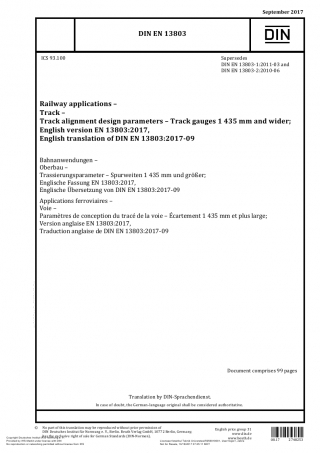 September 2017
DIN EN 13803
DIN
ICS 93.100
Supersedes
DIN EN 13803-1:2011-03 and
DIN EN 13803-2:2010-06
Railway applications –
Track –
Track alignment design parameters – Track gauges 1 435 mm and wider;
English version EN 13803:2017,
English translation of DIN EN 13803:2017-09
Bahnanwendungen –
Oberbau –
Trassierungsparameter – Spurweiten 1 435 mm und größer;
Englische Fassung EN 13803:2017,
Englische Übersetzung von DIN EN 13803:2017-09
Applications ferroviaires –
Voie –
Paramètres de conception du tracé de la voie – Écartement 1 435 mm et plus large;
Version anglaise EN 13803:2017,
Traduction anglaise de DIN EN 13803:2017-09
Document comprises 99 pages
Translation by DIN-Sprachendienst.
In case of doubt, the German-language original shall be considered authoritative.
No part of this translation may be reproduced without prior permission of
DIN Deutsches Institut für Normung e. V., Berlin. Beuth Verlag GmbH, 10772 Berlin, Germany,
has the exclusive right of sale for German Standards (DIN-Normen).
English price group 31
www.din.de
www.beuth.de